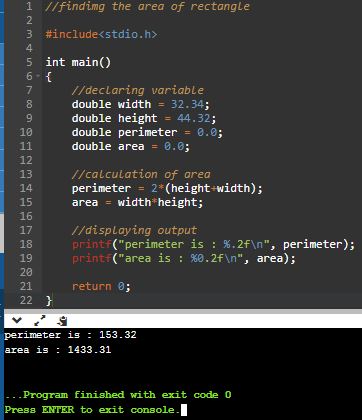 1 //findimg the area of rectangle
2
3 #include<stdio.h>
4
5 int main()
6 {
7 //declaring variable
8 double width = 32.34;
9 double height = 44.32;
10 double perimeter = 0.0;
11 double area = 0.0;
12
13 //calculation of area
14 perimeter = 2*(height+width);
15 area = width*height;
16
17 //displaying output
18 printf("perimeter is : %.2f\n", perimeter);
19 printf("area is : %0.2f\n", area);
20
21 return 0;
22 }
perimeter is : 153.32
area is : 1433.31
...Program finished with exit code 0
Press ENTER to exit console.